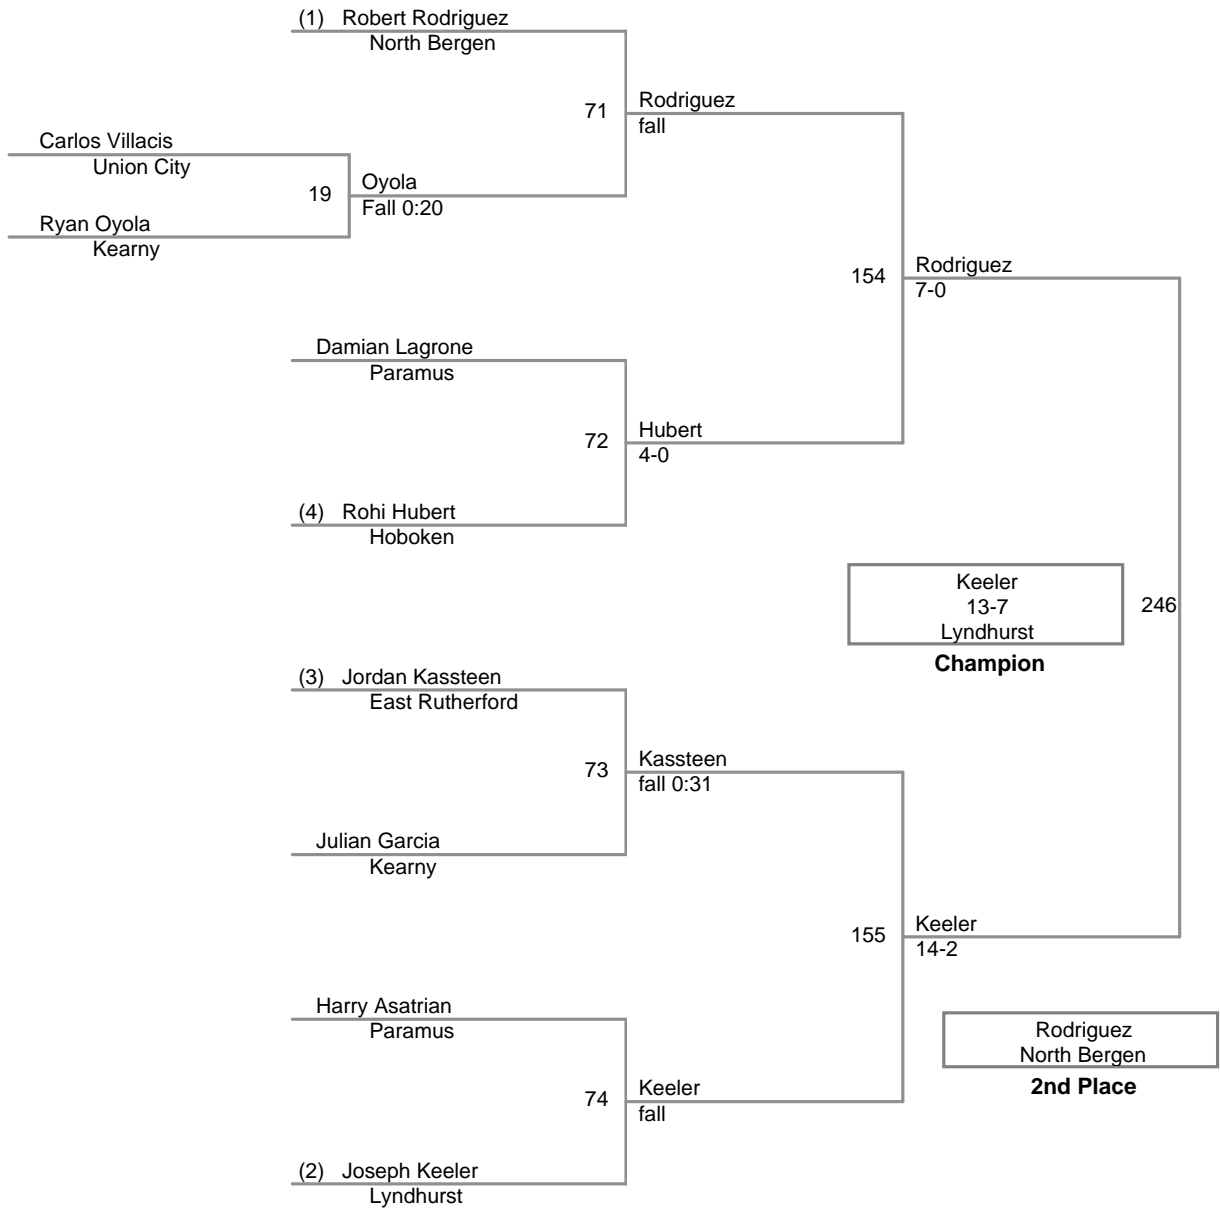 (1) Robert Rodriguez
North Bergen
71
Rodriguez
fall
Carlos Villacis
Union City
19
Oyola
Fall 0:20
Ryan Oyola
Kearny
154
Rodriguez
7-0
Damian Lagrone
Paramus
72
Hubert
4-0
(4) Rohi Hubert
Hoboken
Keeler
13-7
Lyndhurst
Champion
246
(3) Jordan Kassteen
East Rutherford
73
Kassteen
fall 0:31
Julian Garcia
Kearny
155
Keeler
14-2
Harry Asatrian
Paramus
Rodriguez
North Bergen
2nd Place
74
Keeler
fall
(2) Joseph Keeler
Lyndhurst